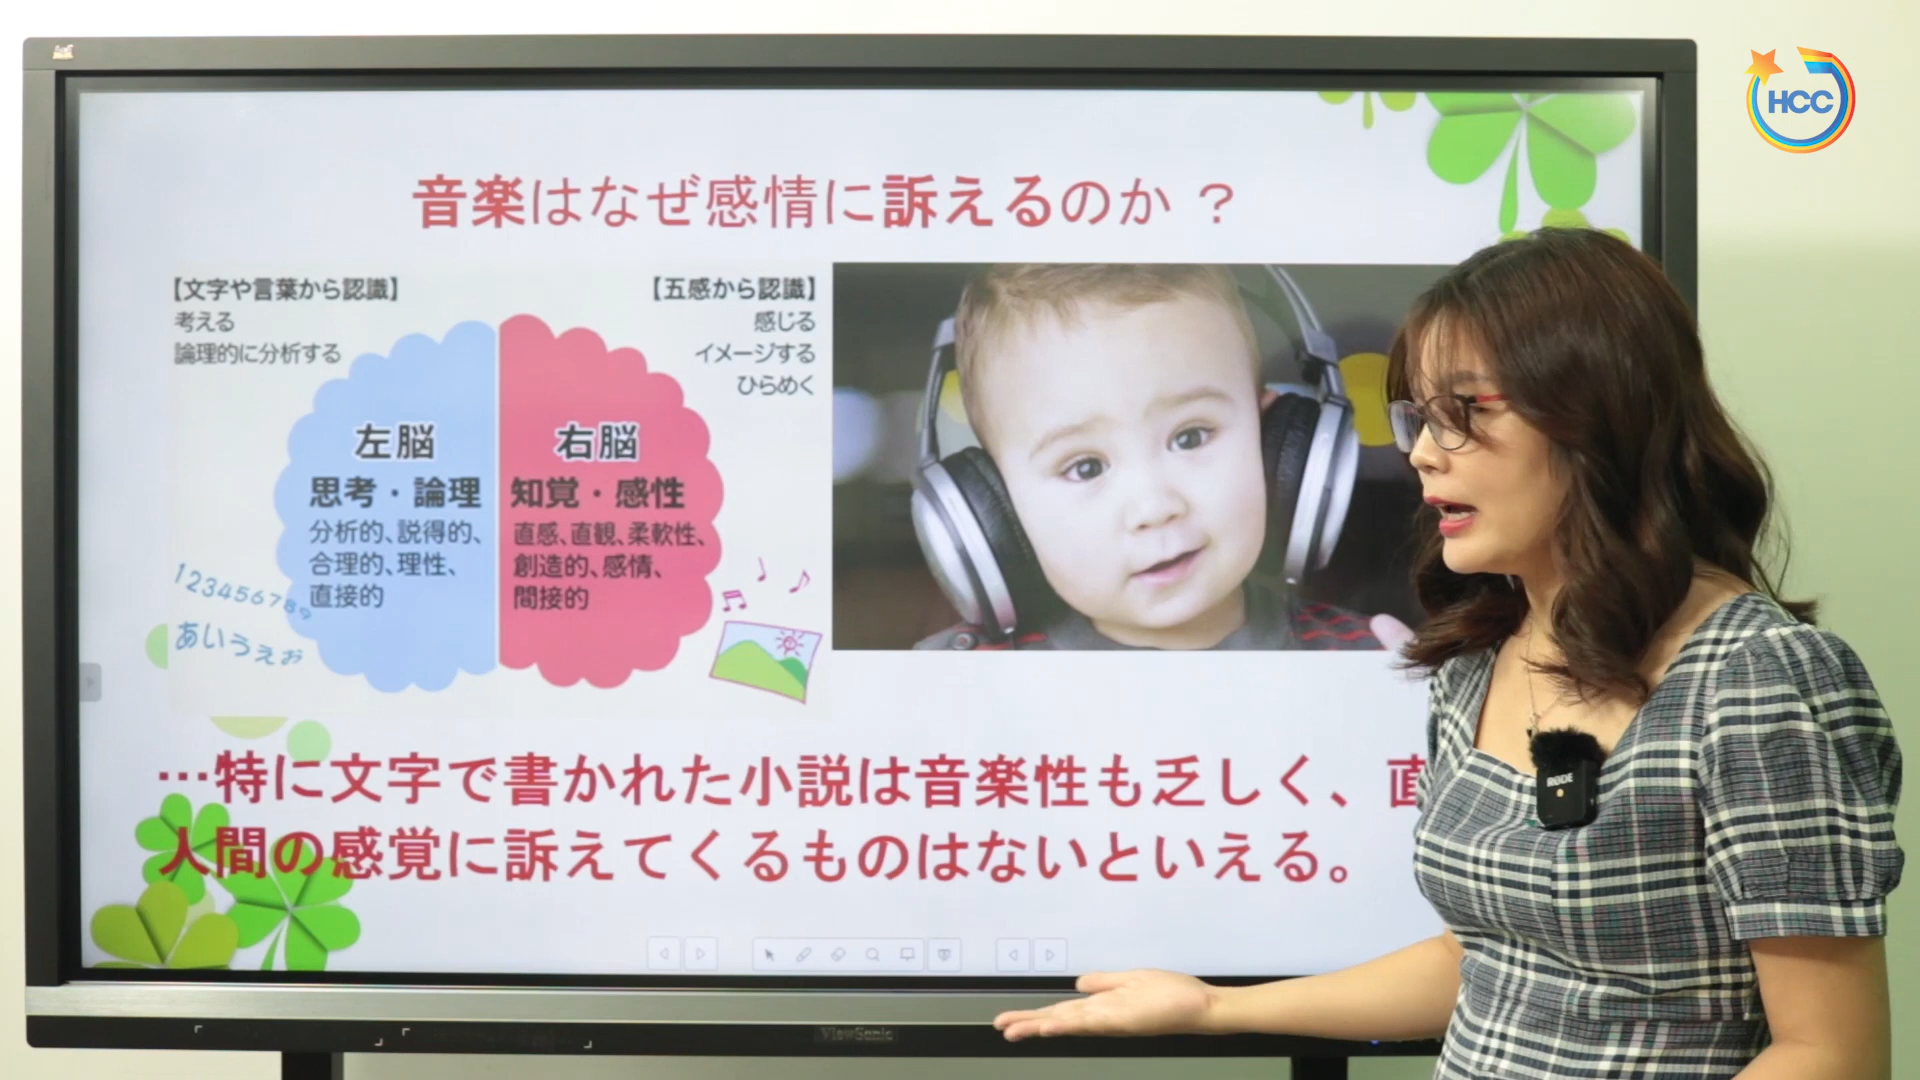 HCC
音楽はなぜ感情に訴えるのか ？
【文字や言葉から認識】
考える
論理的に分析する
【五感から認識】
感じる
イメージする
ひらめく
左脳
思考・論理
分析的、説得的、
合理的、理性、
直接的
右脳
知覚・感性
直感、直観、柔軟性、
創造的、感情、
間接的
123456789
あいうえお
…特に文字で書かれた小説は音楽性も乏しく、直
人間の感覚に訴えてくるものはないといえる。
RØDE
ViewSonic